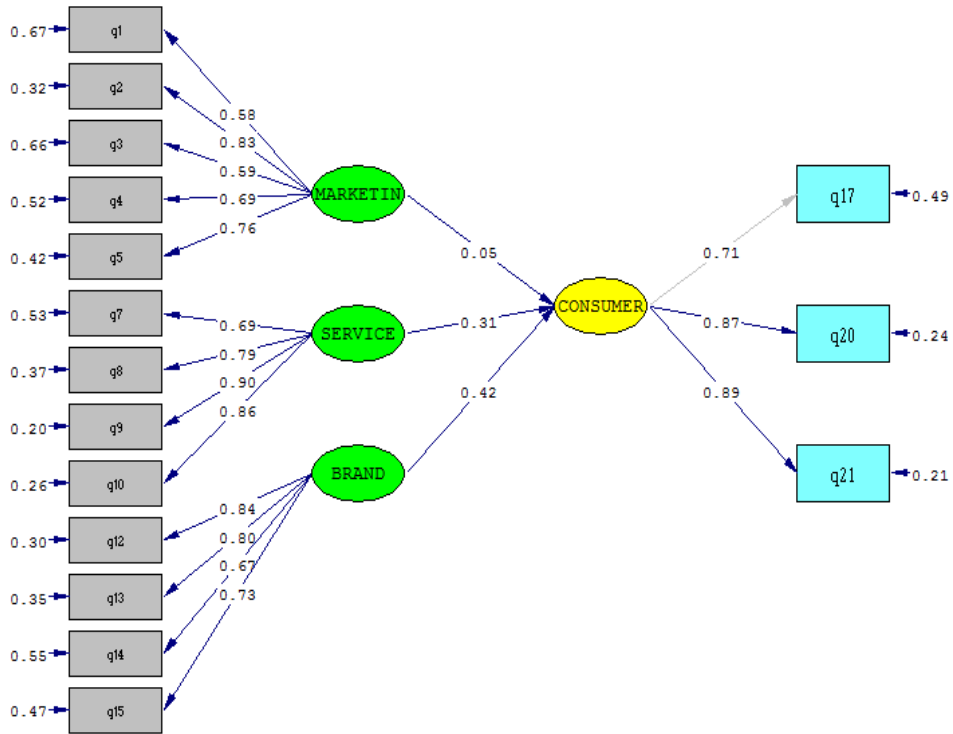 0.67 q1
0.32 q2
0.66 q3
0.52 q4
0.42 q5
0.53 q7
0.37 q8
0.20 q9
0.26 q10
0.30 q12
0.35 q13
0.55 q14
0.47 q15
0.58
0.83
0.59
0.69
0.76
MARKETIN
0.69
0.79
0.90
0.86
SERVICE
0.84
0.80
0.67
0.73
BRAND
0.05
0.31
0.42
CONSUMER
0.71
0.87
0.89
q17 0.49
q20 0.24
q21 0.21